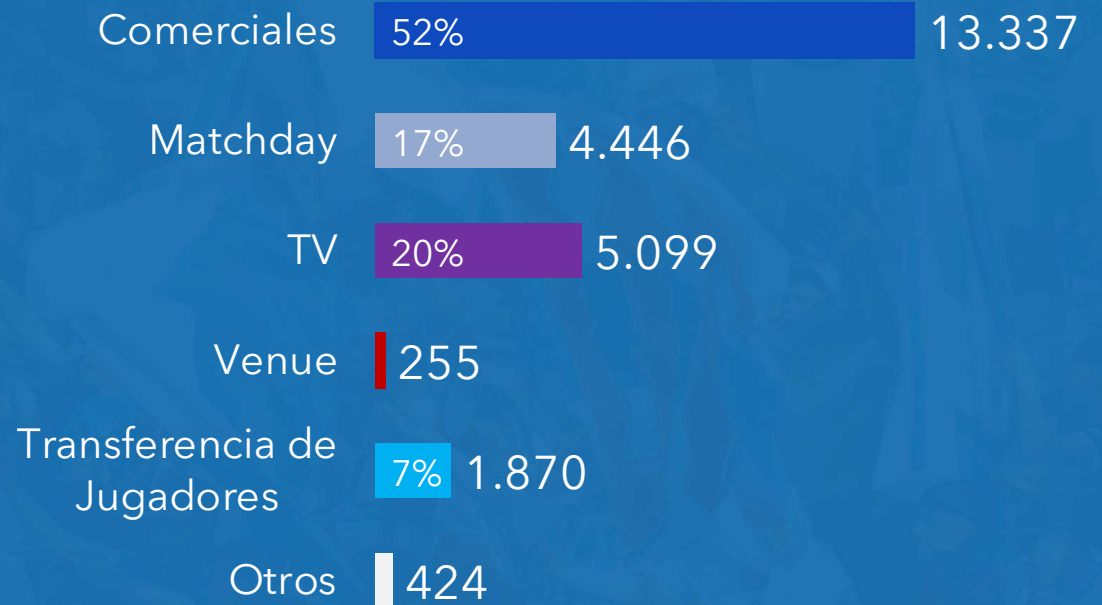 Comerciales 52% 13.337
Matchday 17% 4.446
TV 20% 5.099
Venue 255
Transferencia de
Jugadores 7% 1.870
Otros 424